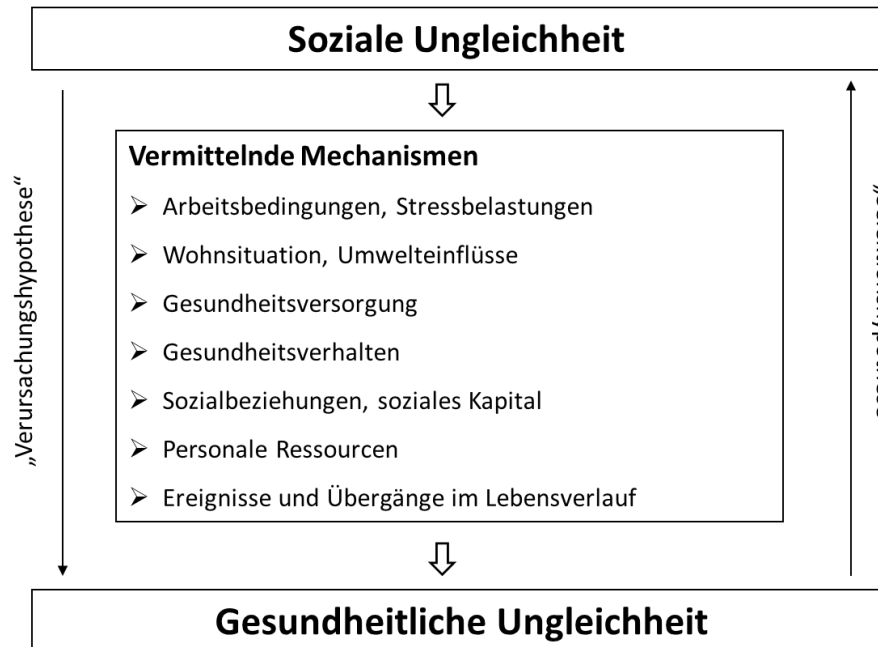 Soziale Ungleichheit
„Verursachungshypothese“
Vermittelnde Mechanismen
➢ Arbeitsbedingungen, Stressbelastungen
➢ Wohnsituation, Umwelteinflüsse
➢ Gesundheitsversorgung
➢ Gesundheitsverhalten
➢ Sozialbeziehungen, soziales Kapital
➢ Personale Ressourcen
➢ Ereignisse und Übergänge im Lebensverlauf
Gesundheitliche Ungleichheit